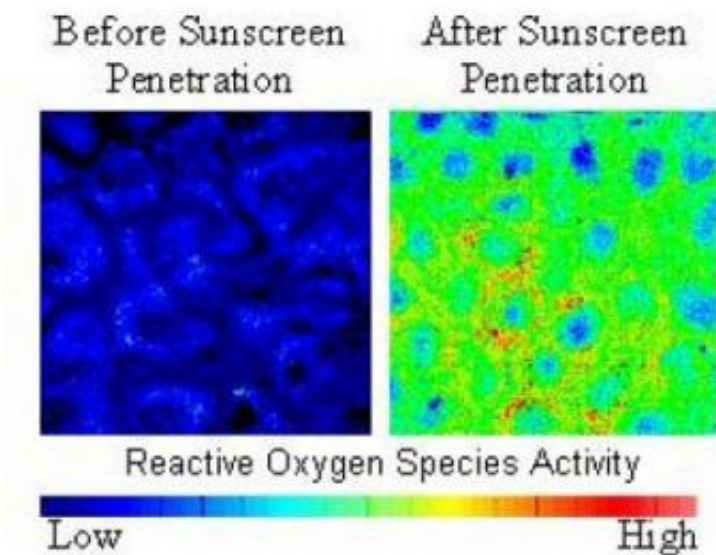 Before Sunscreen
Penetration
After Sunscreen
Penetration
Reactive Oxygen Species Activity
Low
High